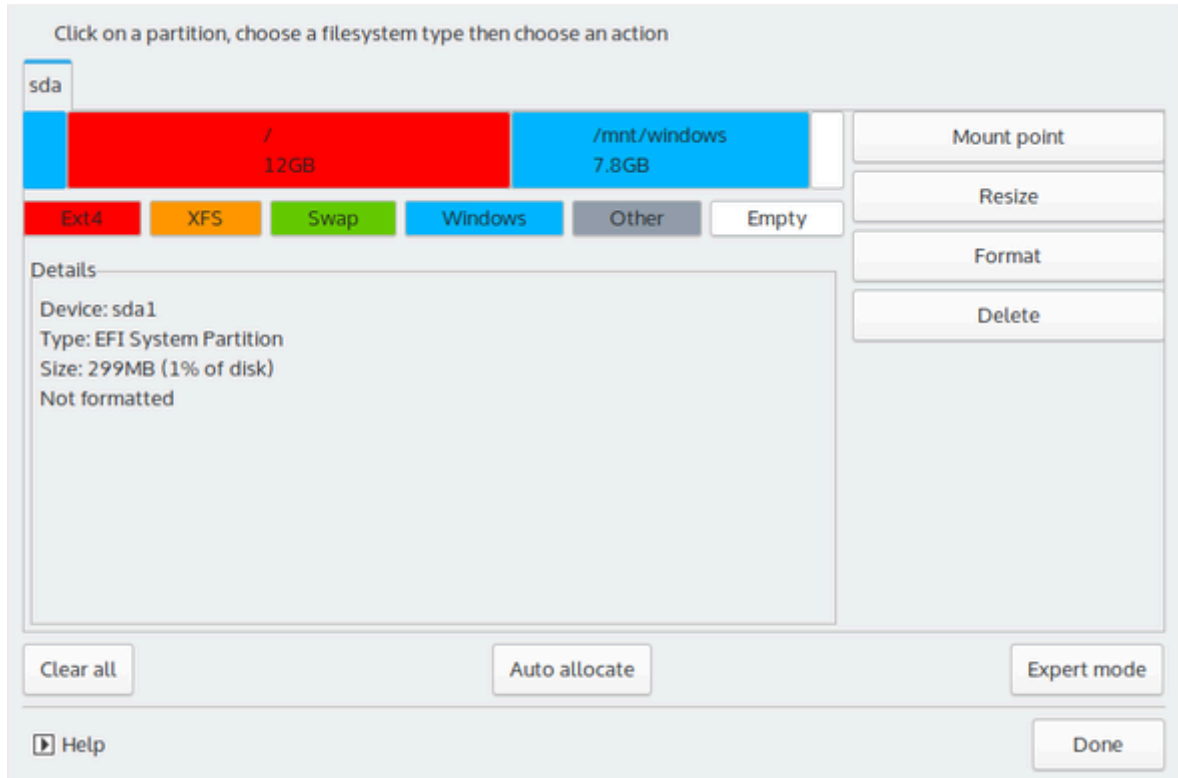 Click on a partition, choose a filesystem type then choose an action
sda
/
12GB
/mnt/windows
7.8GB
Ext4
XFS
Swap
Windows
Other
Empty
Mount point
Resize
Format
Delete
Details
Device: sda1
Type: EFI System Partition
Size: 299MB (1% of disk)
Not formatted
Clear all
Auto allocate
Expert mode
Help
Done